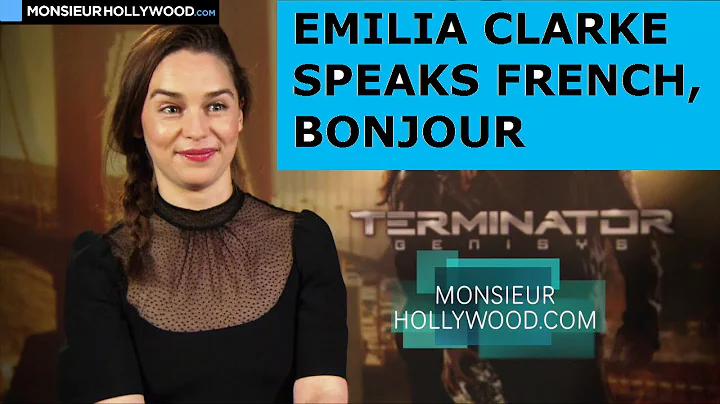 MONSIEURHOLLYWOOD.COM
EMILIA CLARKE
SPEAKS FRENCH,
BONJOUR
TERMINATOR
GENISYS
MONSIEUR
HOLLYWOOD.COM